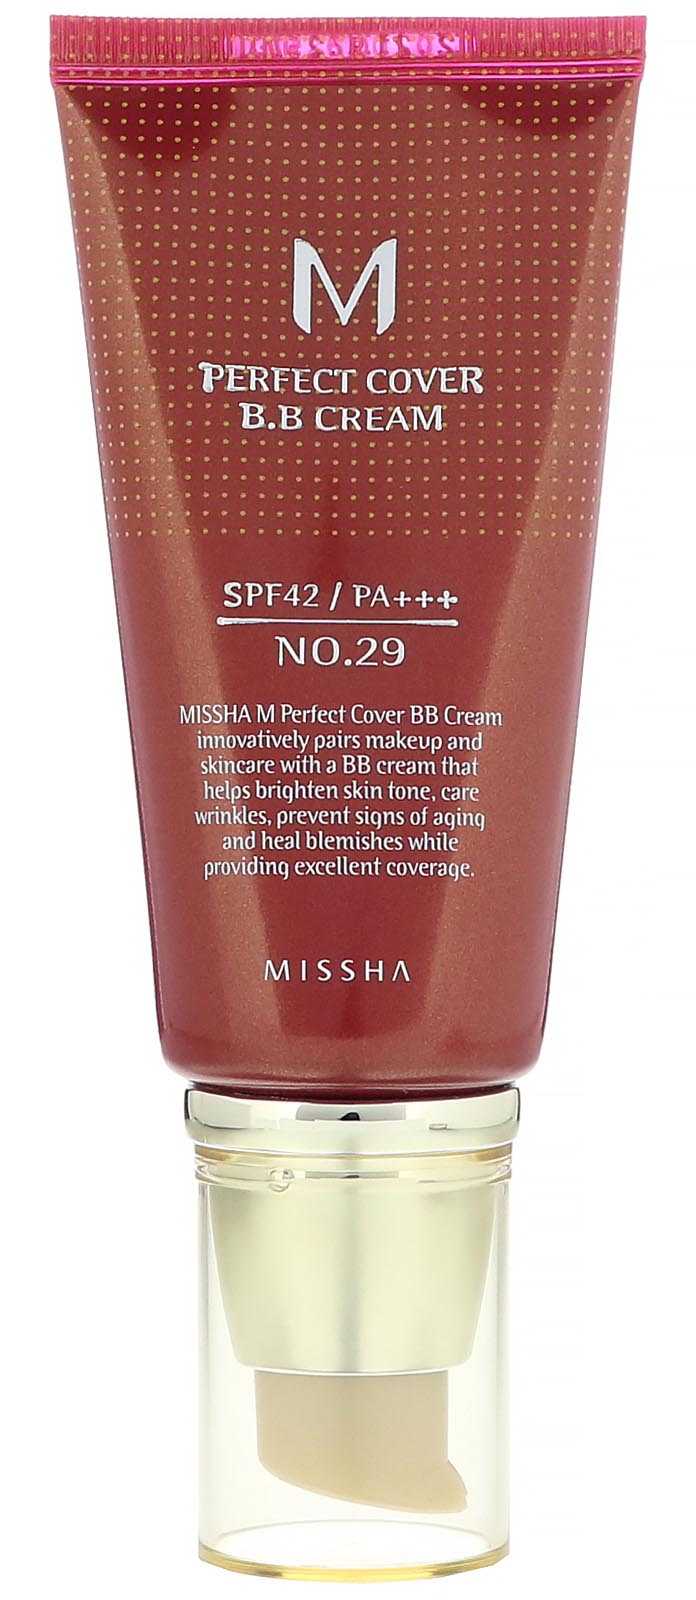 M
PERFECT COVER
B.B CREAM
SPF42 / PA+++
NO.29
MISSHA M Perfect Cover BB Cream
innovatively pairs makeup and
skincare with a BB cream that
helps brighten skin tone, care
wrinkles, prevent signs of aging
and heal blemishes while
providing excellent coverage.
MISSHA